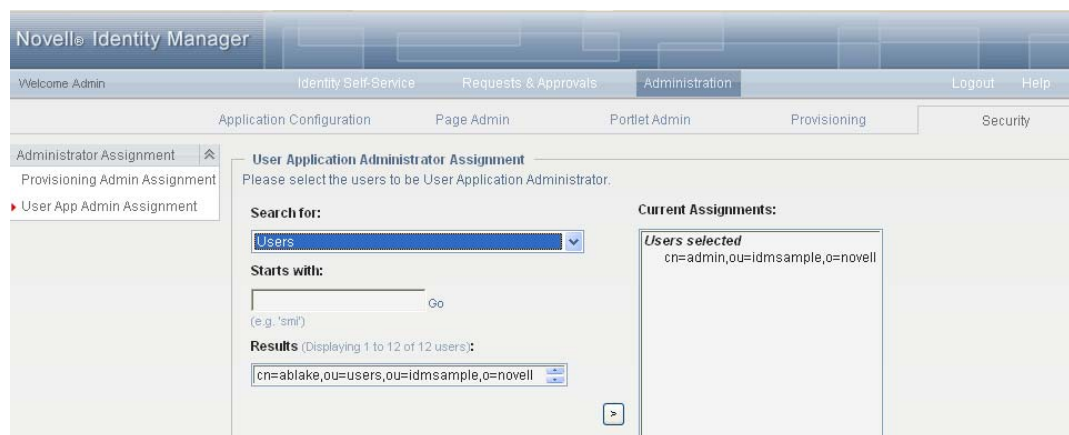 Novell® Identity Manager
Welcome Admin Identity Self-Service Requests & Approvals Administration Logout Help
Application Configuration Page Admin Portlet Admin Provisioning Security
Administrator Assignment
Provisioning Admin Assignment
User App Admin Assignment
User Application Administrator Assignment
Please select the users to be User Application Administrator.
Search for:
Users
Starts with:
Go
(e.g. 'smi')
Results (Displaying 1 to 12 of 12 users):
cn=ablake,ou=users,ou=idmsample,o=novell
>
Current Assignments:
Users selected
cn=admin,ou=idmsample,o=novell